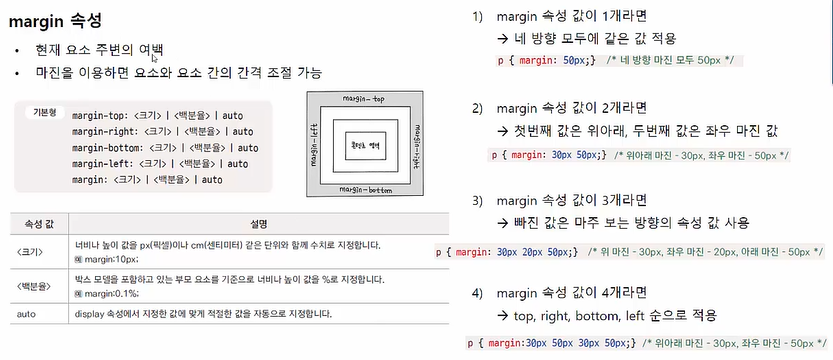 margin 속성
• 현재 요소 주변의 여백
• 마진을 이용하면 요소와 요소 간의 간격 조절 가능
기본형
margin-top: <크기> | <백분율> | auto
margin-right: <크기> | <백분율> | auto
margin-bottom: <크기> | <백분율> | auto
margin-left: <크기> | <백분율> | auto
margin: <크기> | <백분율> | auto
margin-top
margin-left
콘텐츠 영역
margin-right
margin-bottom
속성 값 설명
<크기> 너비나 높이 값을 px(픽셀)이나 cm(센티미터) 같은 단위와 함께 수치로 지정합니다.
예 margin:10px;
<백분율> 박스 모델을 포함하고 있는 부모 요소를 기준으로 너비나 높이 값을 %로 지정합니다.
예 margin:0.1%;
auto display 속성에서 지정한 값에 맞게 적절한 값을 자동으로 지정합니다.
1) margin 속성 값이 1개라면
→ 네 방향 모두에 같은 값 적용
p { margin: 50px;} /* 네 방향 마진 모두 50px */
2) margin 속성 값이 2개라면
→ 첫번째 값은 위아래, 두번째 값은 좌우 마진 값
p { margin: 30px 50px;} /* 위아래 마진 - 30px, 좌우 마진 - 50px */
3) margin 속성 값이 3개라면
→ 빠진 값은 마주 보는 방향의 속성 값 사용
p { margin: 30px 20px 50px;} /* 위 마진 - 30px, 좌우 마진 - 20px, 아래 마진 - 50px */
4) margin 속성 값이 4개라면
→ top, right, bottom, left 순으로 적용
p { margin:30px 50px 30px 50px;} /* 위아래 마진 - 30px, 좌우 마진 - 50px */